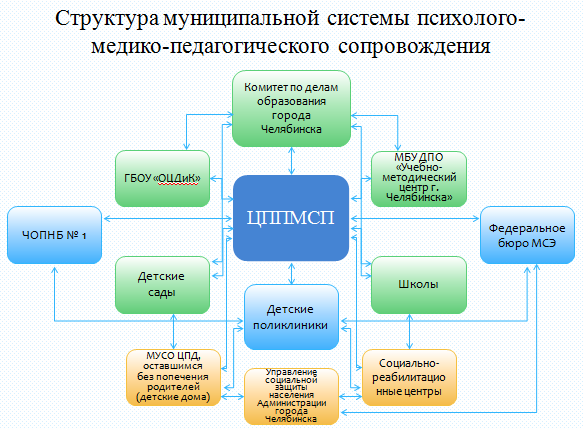 Структура муниципальной системы психолого-
медико-педагогического сопровождения
Комитет по делам
образования
города
Челябинска
ГБОУ «ОЦДиК»
МБУ ДПО
«Учебно-
методический
центр г.
Челябинска»
ЦППМСП
ЧОПНБ № 1
Федеральное
бюро МСЭ
Детские
сады
Школы
Детские
поликлиники
МУСО ЦПД,
оставшимся
без попечения
родителей
(детские дома)
Управление
социальной
защиты
населения
Администрации
города
Челябинска
Социально-
реабилитацио
нные центры